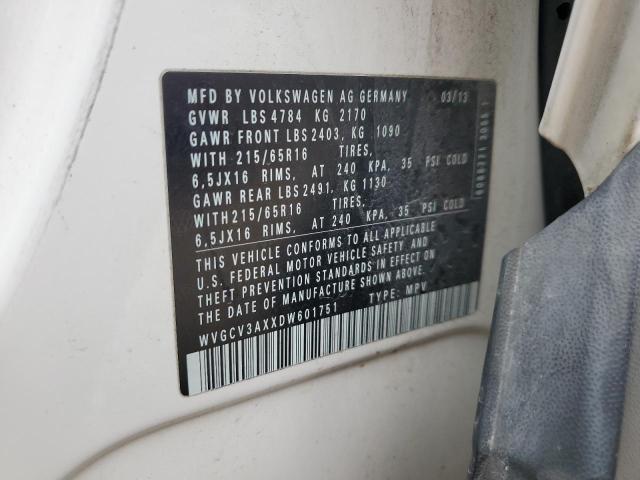 MFD BY VOLKSWAGEN AG GERMANY 03/13
GVWR LBS 4784 KG 2170
GAWR FRONT LBS 2403, KG 1090
WITH 215/65R16 TIRES,
6,5JX16 RIMS, AT 240 KPA, 35 PSI COLD
GAWR REAR LBS 2491, KG 1130
WITH 215/65R16 TIRES,
6,5JX16 RIMS, AT 240 KPA, 35 PSI COLD
THIS VEHICLE CONFORMS TO ALL APPLICABLE
U.S. FEDERAL MOTOR VEHICLE SAFETY AND
THEFT PREVENTION STANDARDS IN EFFECT ON
THE DATE OF MANUFACTURE SHOWN ABOVE.
WVGCV3AXXDW601751 TYPE: MPV